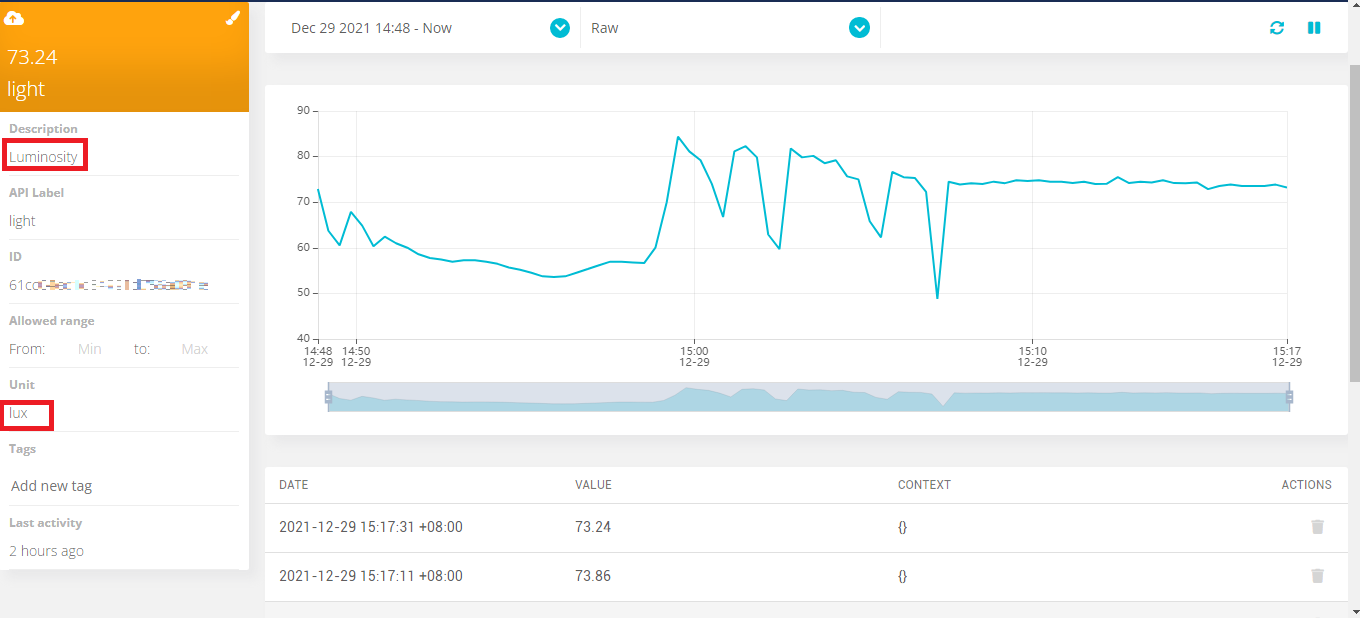 73.24
light
Description
Luminosity
API Label
light
ID
Allowed range
From: Min to: Max
Unit
lux
Tags
Add new tag
Last activity
2 hours ago
Dec 29 2021 14:48 - Now
Raw
90
80
70
60
50
40
14:48 14:50 15:00 15:10 15:17
12-29 12-29 12-29 12-29 12-29
DATE VALUE CONTEXT ACTIONS
2021-12-29 15:17:31 +08:00 73.24 {}
2021-12-29 15:17:11 +08:00 73.86 {}